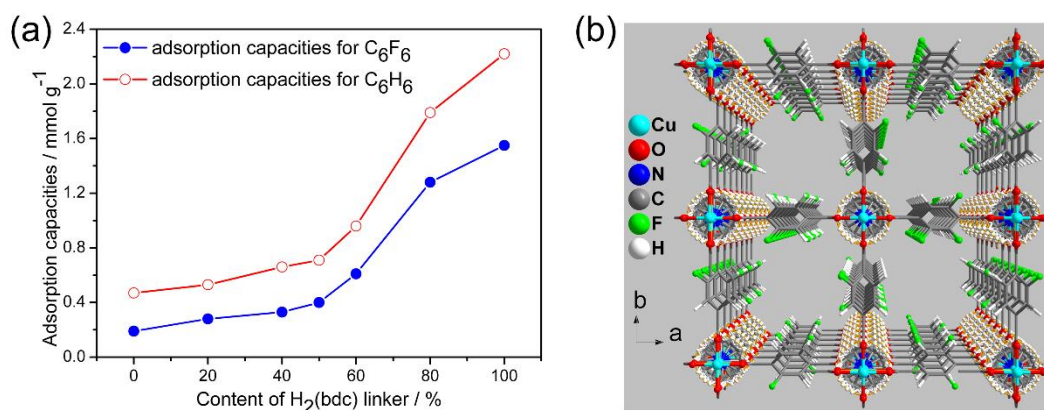 (a)
2.4
2.0
1.6
1.2
0.8
0.4
0.0
Adsorption capacities / mmol g⁻¹
adsorption capacities for C₆F₆
adsorption capacities for C₆H₆
0 20 40 60 80 100
Content of H₂(bdc) linker / %
(b)
Cu
O
N
C
F
H
b
a